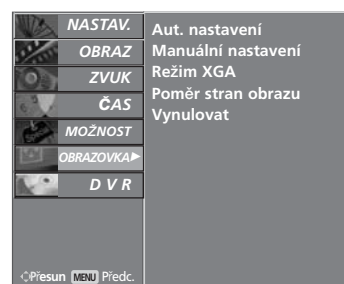 NASTAV.
OBRAZ
ZVUK
ČAS
MOŽNOST
OBRAZOVKA
D V R
Přesun MENU Předc.
Aut. nastavení
Manuální nastavení
Režim XGA
Poměr stran obrazu
Vynulovat